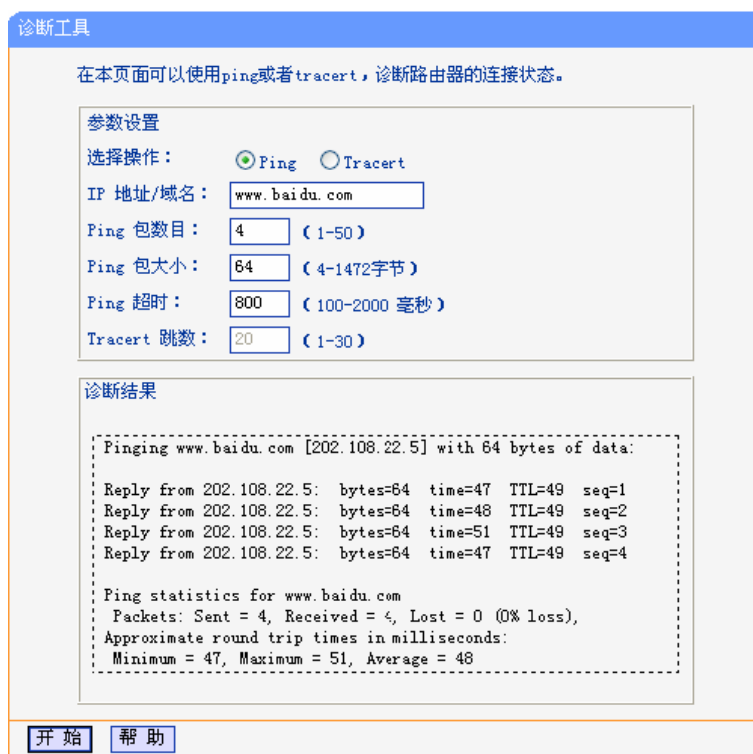 诊断工具
在本页面可以使用ping或者tracert，诊断路由器的连接状态。
参数设置
选择操作： Ping Tracert
IP 地址/域名： www.baidu.com
Ping 包数目： 4 （1-50）
Ping 包大小： 64 （4-1472字节）
Ping 超时： 800 （100-2000 毫秒）
Tracert 跳数： 20 （1-30）
诊断结果
Pinging www.baidu.com [202.108.22.5] with 64 bytes of data:
Reply from 202.108.22.5: bytes=64 time=47 TTL=49 seq=1
Reply from 202.108.22.5: bytes=64 time=48 TTL=49 seq=2
Reply from 202.108.22.5: bytes=64 time=51 TTL=49 seq=3
Reply from 202.108.22.5: bytes=64 time=47 TTL=49 seq=4
Ping statistics for www.baidu.com
Packets: Sent = 4, Received = 4, Lost = 0 (0% loss),
Approximate round trip times in milliseconds:
Minimum = 47, Maximum = 51, Average = 48
开 始 帮 助